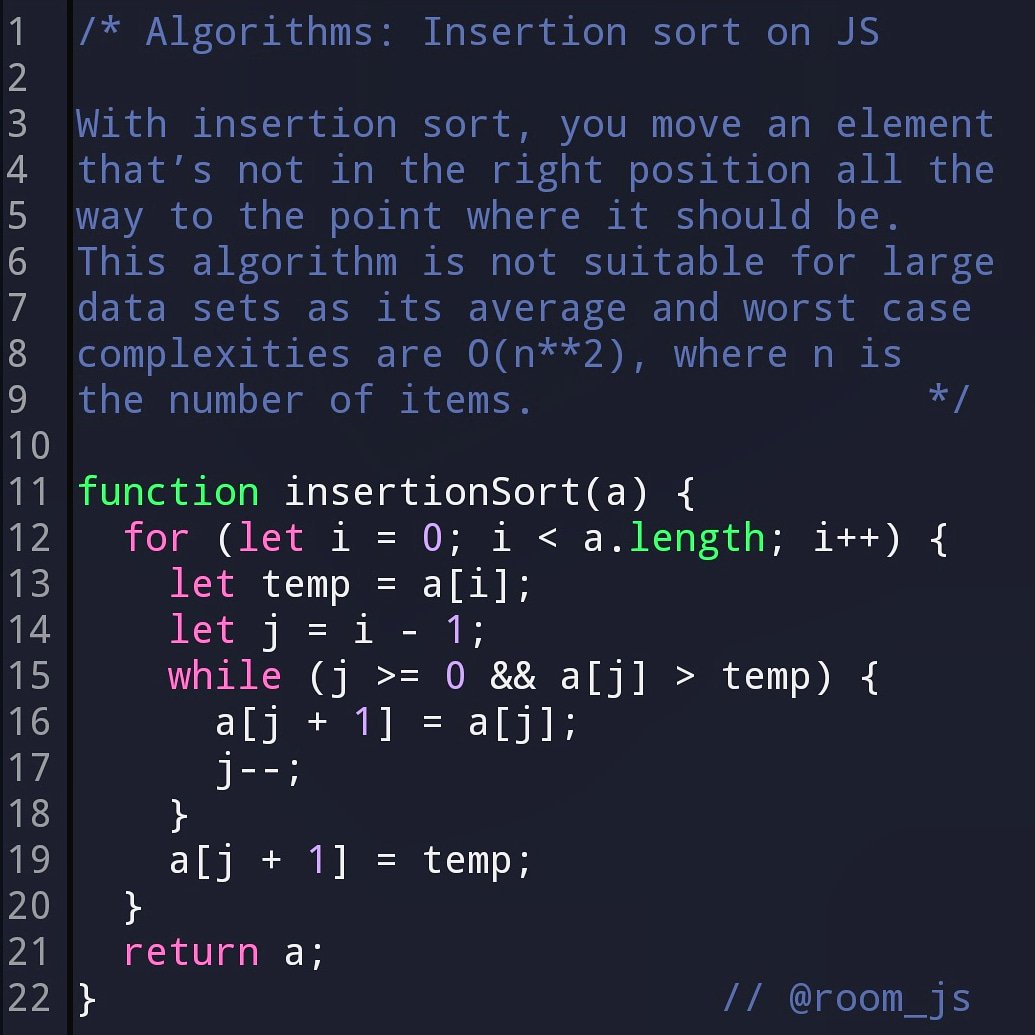 1 /* Algorithms: Insertion sort on JS
2
3 With insertion sort, you move an element
4 that’s not in the right position all the
5 way to the point where it should be.
6 This algorithm is not suitable for large
7 data sets as its average and worst case
8 complexities are O(n**2), where n is
9 the number of items. */
10
11 function insertionSort(a) {
12   for (let i = 0; i < a.length; i++) {
13     let temp = a[i];
14     let j = i - 1;
15     while (j >= 0 && a[j] > temp) {
16       a[j + 1] = a[j];
17       j--;
18     }
19     a[j + 1] = temp;
20   }
21   return a;
22 } // @room_js